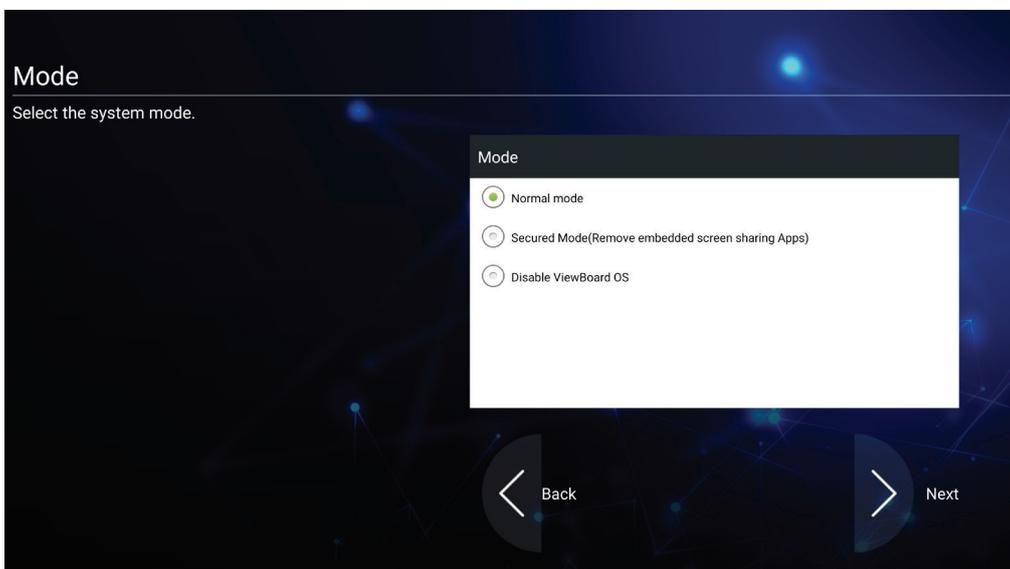 Mode
Select the system mode.
Mode
Normal mode
Secured Mode(Remove embedded screen sharing Apps)
Disable ViewBoard OS
Back
Next